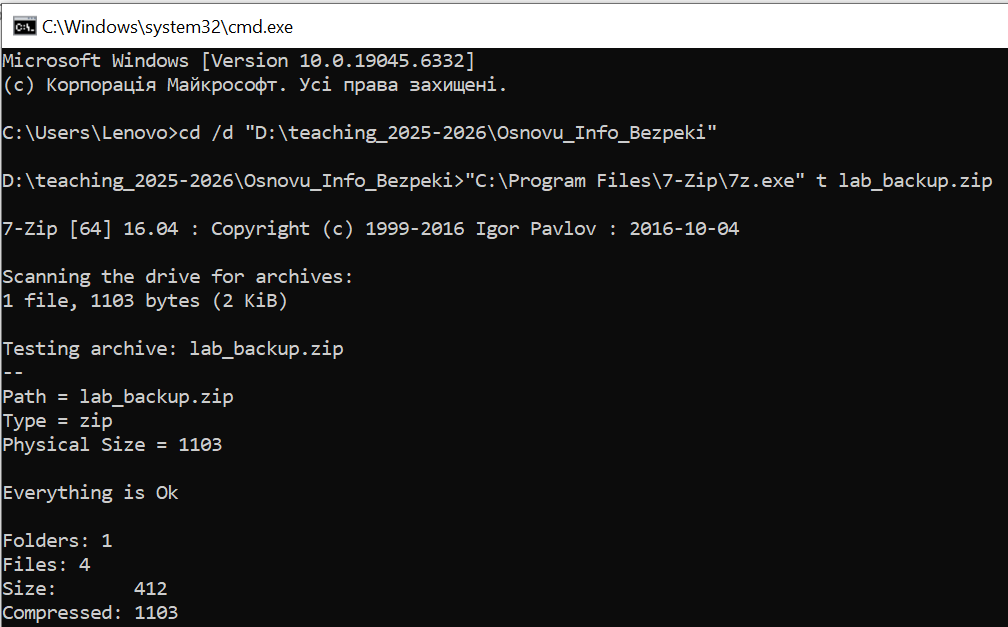 C:\Windows\system32\cmd.exe
Microsoft Windows [Version 10.0.19045.6332]
(c) Корпорація Майкрософт. Усі права захищені.
C:\Users\Lenovo>cd /d "D:\teaching_2025-2026\Osnovu_Info_Bezpeki"
D:\teaching_2025-2026\Osnovu_Info_Bezpeki>"C:\Program Files\7-Zip\7z.exe" t lab_backup.zip
7-Zip [64] 16.04 : Copyright (c) 1999-2016 Igor Pavlov : 2016-10-04
Scanning the drive for archives:
1 file, 1103 bytes (2 KiB)
Testing archive: lab_backup.zip
--
Path = lab_backup.zip
Type = zip
Physical Size = 1103
Everything is Ok
Folders: 1
Files: 4
Size:       412
Compressed: 1103